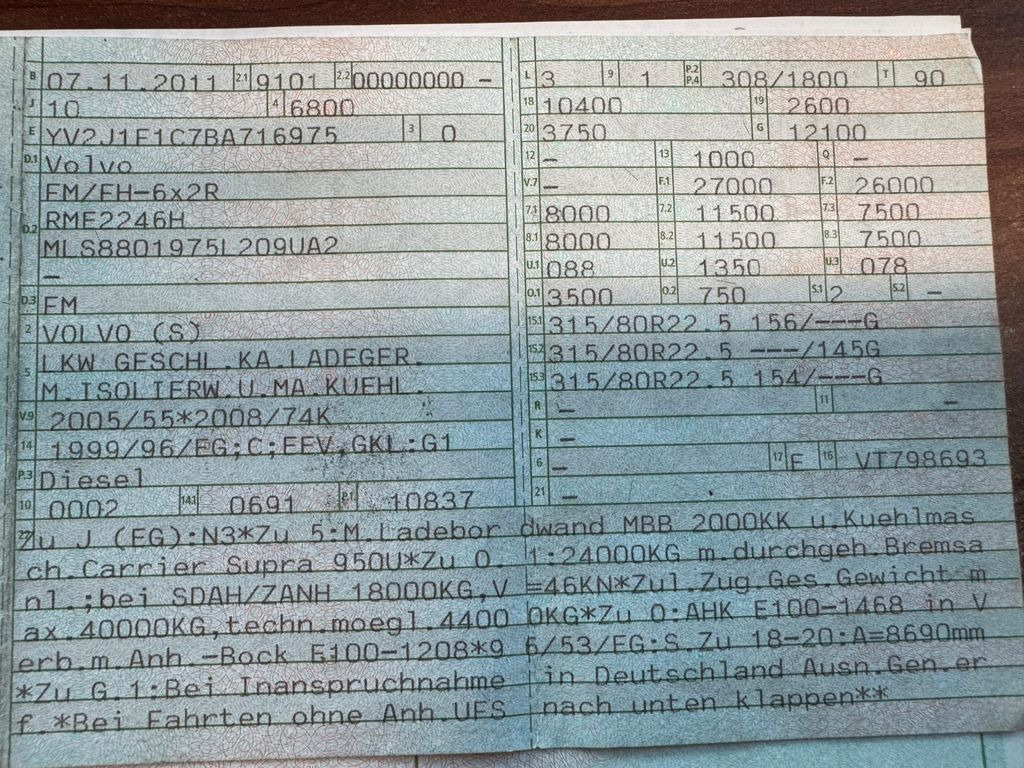 B 07.11.2011 2.1 9101 2.2 00000000 -
J 10 4 6800
E YV2J1F1C7BA716975 3 0
D.1 Volvo
FM/FH-6x2R
D.2 RMF2246H
MLS8801975L209UA2
-
D.3 FM
2 VOLVO (S)
5 LKW GESCHL.KA.LADEGER.
M.ISOLIERW.U.MA.KUEHL.
V.9 2005/55*2008/74K
14 1999/96/EG;C;EEV,GKL:G1
P.3 Diesel
10 0002 14.1 0691 P.1 10837
L 3 9 1 P.2 P.4 308/1800 T 90
18 10400 19 2600
20 3750 G 12100
12 - 13 1000 Q -
V.7 - F.1 27000 F.2 26000
7.1 8000 7.2 11500 7.3 7500
8.1 8000 8.2 11500 8.3 7500
U.1 088 U.2 1350 U.3 078
O.1 3500 O.2 750 S.1 2 S.2 -
15.1 315/80R22.5 156/---G
15.2 315/80R22.5 ---/145G
15.3 315/80R22.5 154/---G
R - 11 -
K -
6 - 17 E 16 VT798693
21 -
22 Zu J (EG):N3*Zu 5:M.Ladebordwand MBB 2000KK u.Kuehlmas
ch.Carrier Supra 950U*Zu O.1:24000KG m.durchgeh.Bremsa
nl.;bei SDAH/ZANH 18000KG,V=46KN*Zul.Zug.Ges.Gewicht m
ax.40000KG,techn.moegl.44000KG*Zu O:AHK E100-1468 in V
erb.m.Anh.-Bock E100-1208*96/53/EG:S.Zu 18-20:A=8690mm
*Zu G.1:Bei Inanspruchnahme in Deutschland Ausn.Gen.er
f.*Bei Fahrten ohne Anh.UFS nach unten klappen**